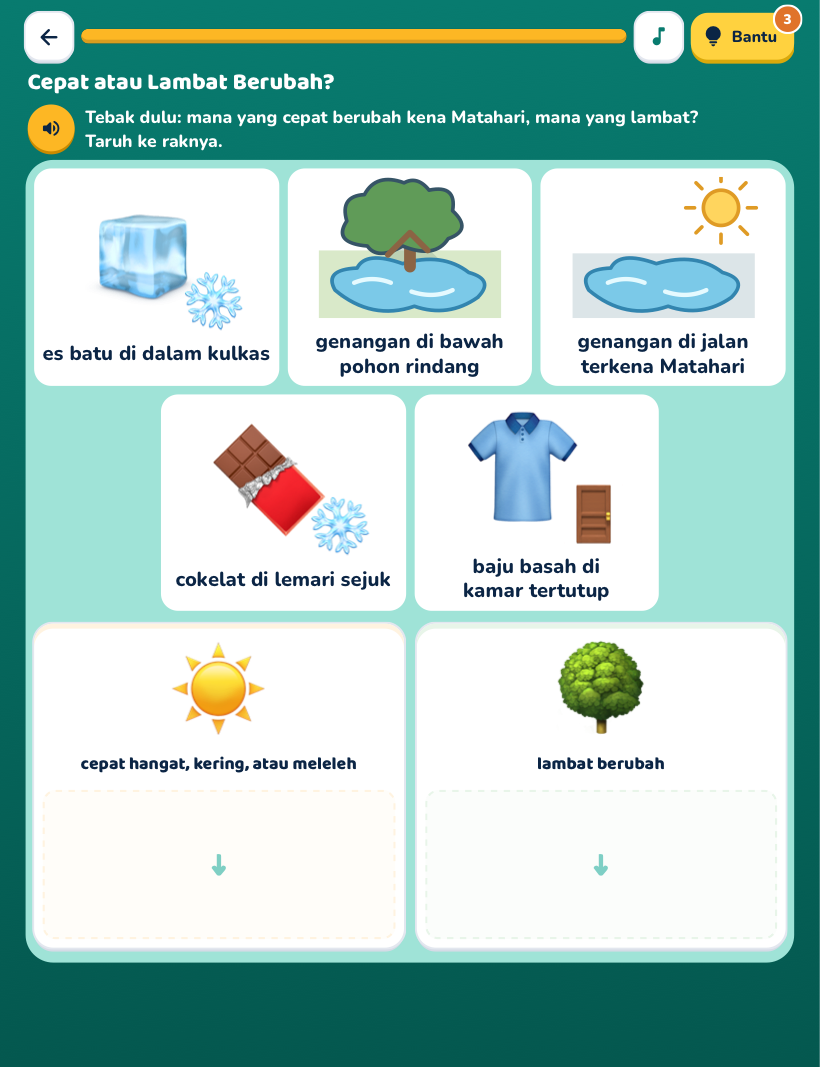 3
Bantu
Cepat atau Lambat Berubah?
Tebak dulu: mana yang cepat berubah kena Matahari, mana yang lambat?
Taruh ke raknya.
es batu di dalam kulkas
genangan di bawah
pohon rindang
genangan di jalan
terkena Matahari
cokelat di lemari sejuk
baju basah di
kamar tertutup
cepat hangat, kering, atau meleleh
lambat berubah